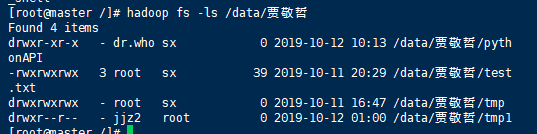 [root@master /]# hadoop fs -ls /data/贾敬哲
Found 4 items
drwxr-xr-x   - dr.who sx          0 2019-10-12 10:13 /data/贾敬哲/pyth
onAPI
-rwxrwxrwx   3 root   sx         39 2019-10-11 20:29 /data/贾敬哲/test
.txt
drwxrwxrwx   - root   sx          0 2019-10-11 16:47 /data/贾敬哲/tmp
drwxr--r--   - jjz2   root        0 2019-10-12 01:00 /data/贾敬哲/tmp1
[root@master /]#